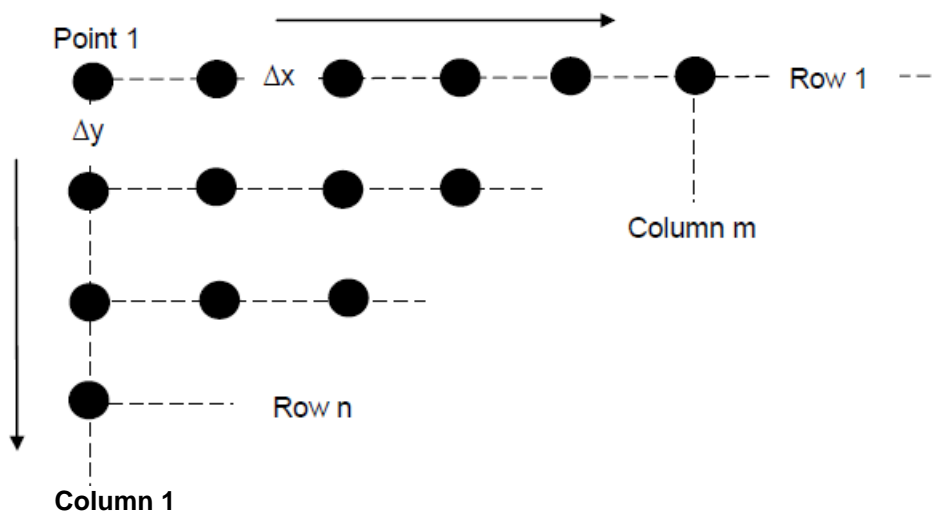 Point 1
Δx
Row 1
Δy
Column m
Row n
Column 1